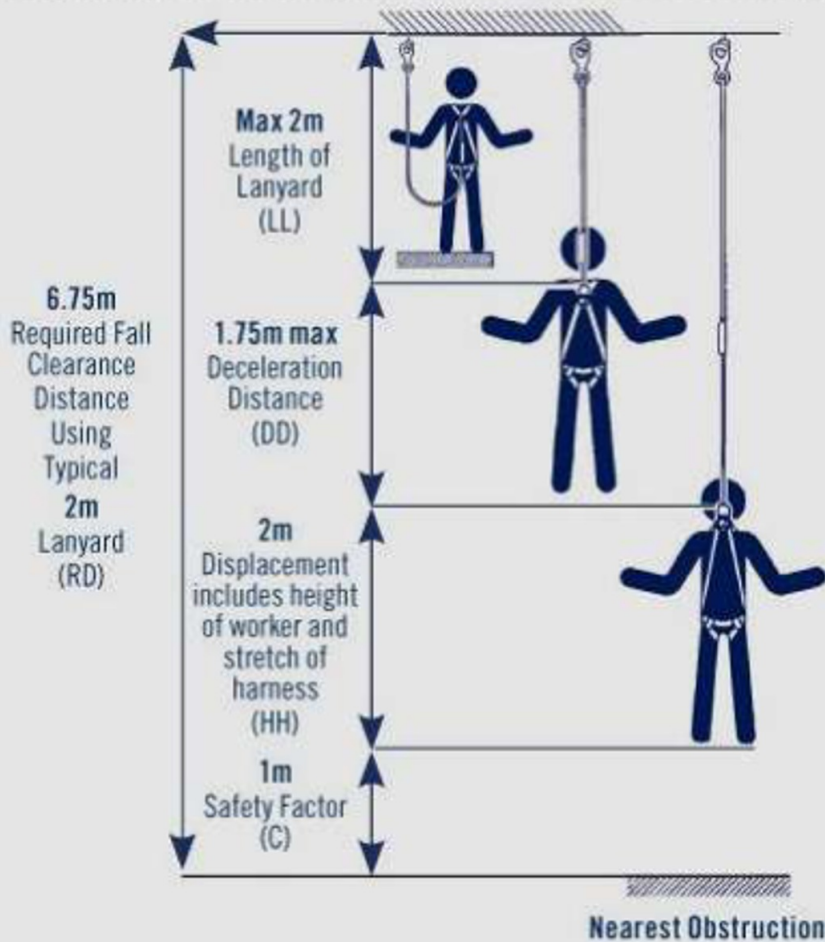 Max 2m
Length of
Lanyard
(LL)
6.75m
Required Fall
Clearance
Distance
Using
Typical
2m
Lanyard
(RD)
1.75m max
Deceleration
Distance
(DD)
2m
Displacement
includes height
of worker and
stretch of
harness
(HH)
1m
Safety Factor
(C)
Nearest Obstruction